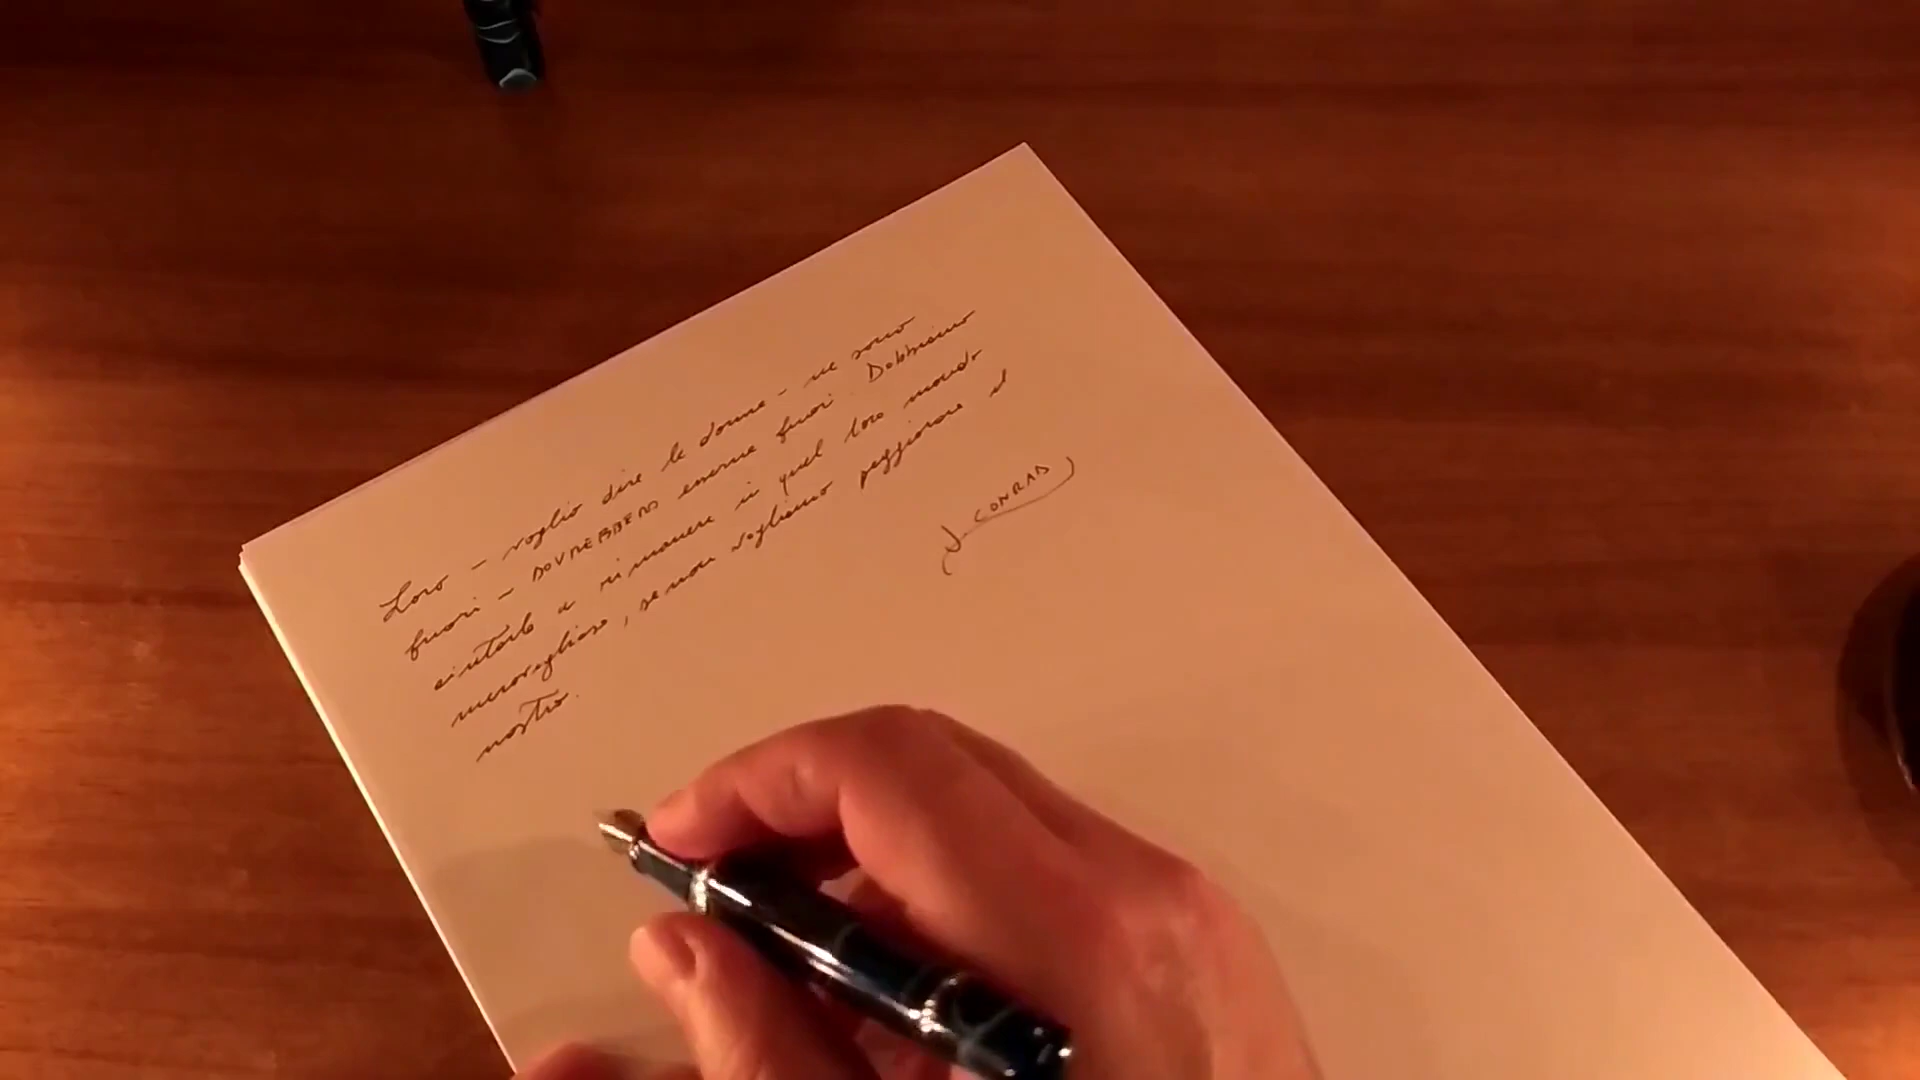 Loro - voglio dire le donne - ne sono
fuori - DOVREBBERO esserne fuori Dobbiamo
aiutarle a rimanere in quel loro mondo
meraviglioso, se non vogliamo peggiorare il
nostro.
J. CONRAD